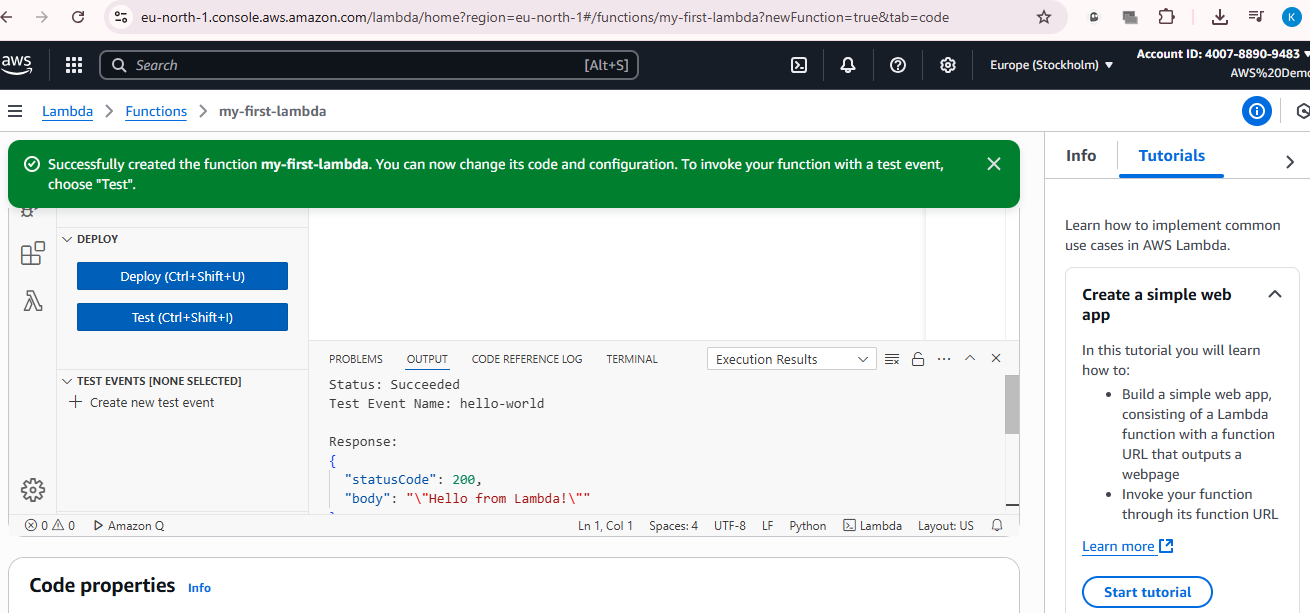 eu-north-1.console.aws.amazon.com/lambda/home?region=eu-north-1#/functions/my-first-lambda?newFunction=true&tab=code
K
aws
Search
[Alt+S]
Europe (Stockholm)
Account ID: 4007-8890-9483
AWS%20Demo
Lambda
Functions
my-first-lambda
Successfully created the function my-first-lambda. You can now change its code and configuration. To invoke your function with a test event,
choose "Test".
DEPLOY
Deploy (Ctrl+Shift+U)
Test (Ctrl+Shift+I)
TEST EVENTS [NONE SELECTED]
Create new test event
PROBLEMS
OUTPUT
CODE REFERENCE LOG
TERMINAL
Execution Results
Status: Succeeded
Test Event Name: hello-world
Response:
{
"statusCode": 200,
"body": "\"Hello from Lambda!\""
0
0
Amazon Q
Ln 1, Col 1
Spaces: 4
UTF-8
LF
Python
Lambda
Layout: US
Code properties
Info
Info
Tutorials
Learn how to implement common
use cases in AWS Lambda.
Create a simple web
app
In this tutorial you will learn
how to:
• Build a simple web app,
consisting of a Lambda
function with a function
URL that outputs a
webpage
• Invoke your function
through its function URL
Learn more
Start tutorial